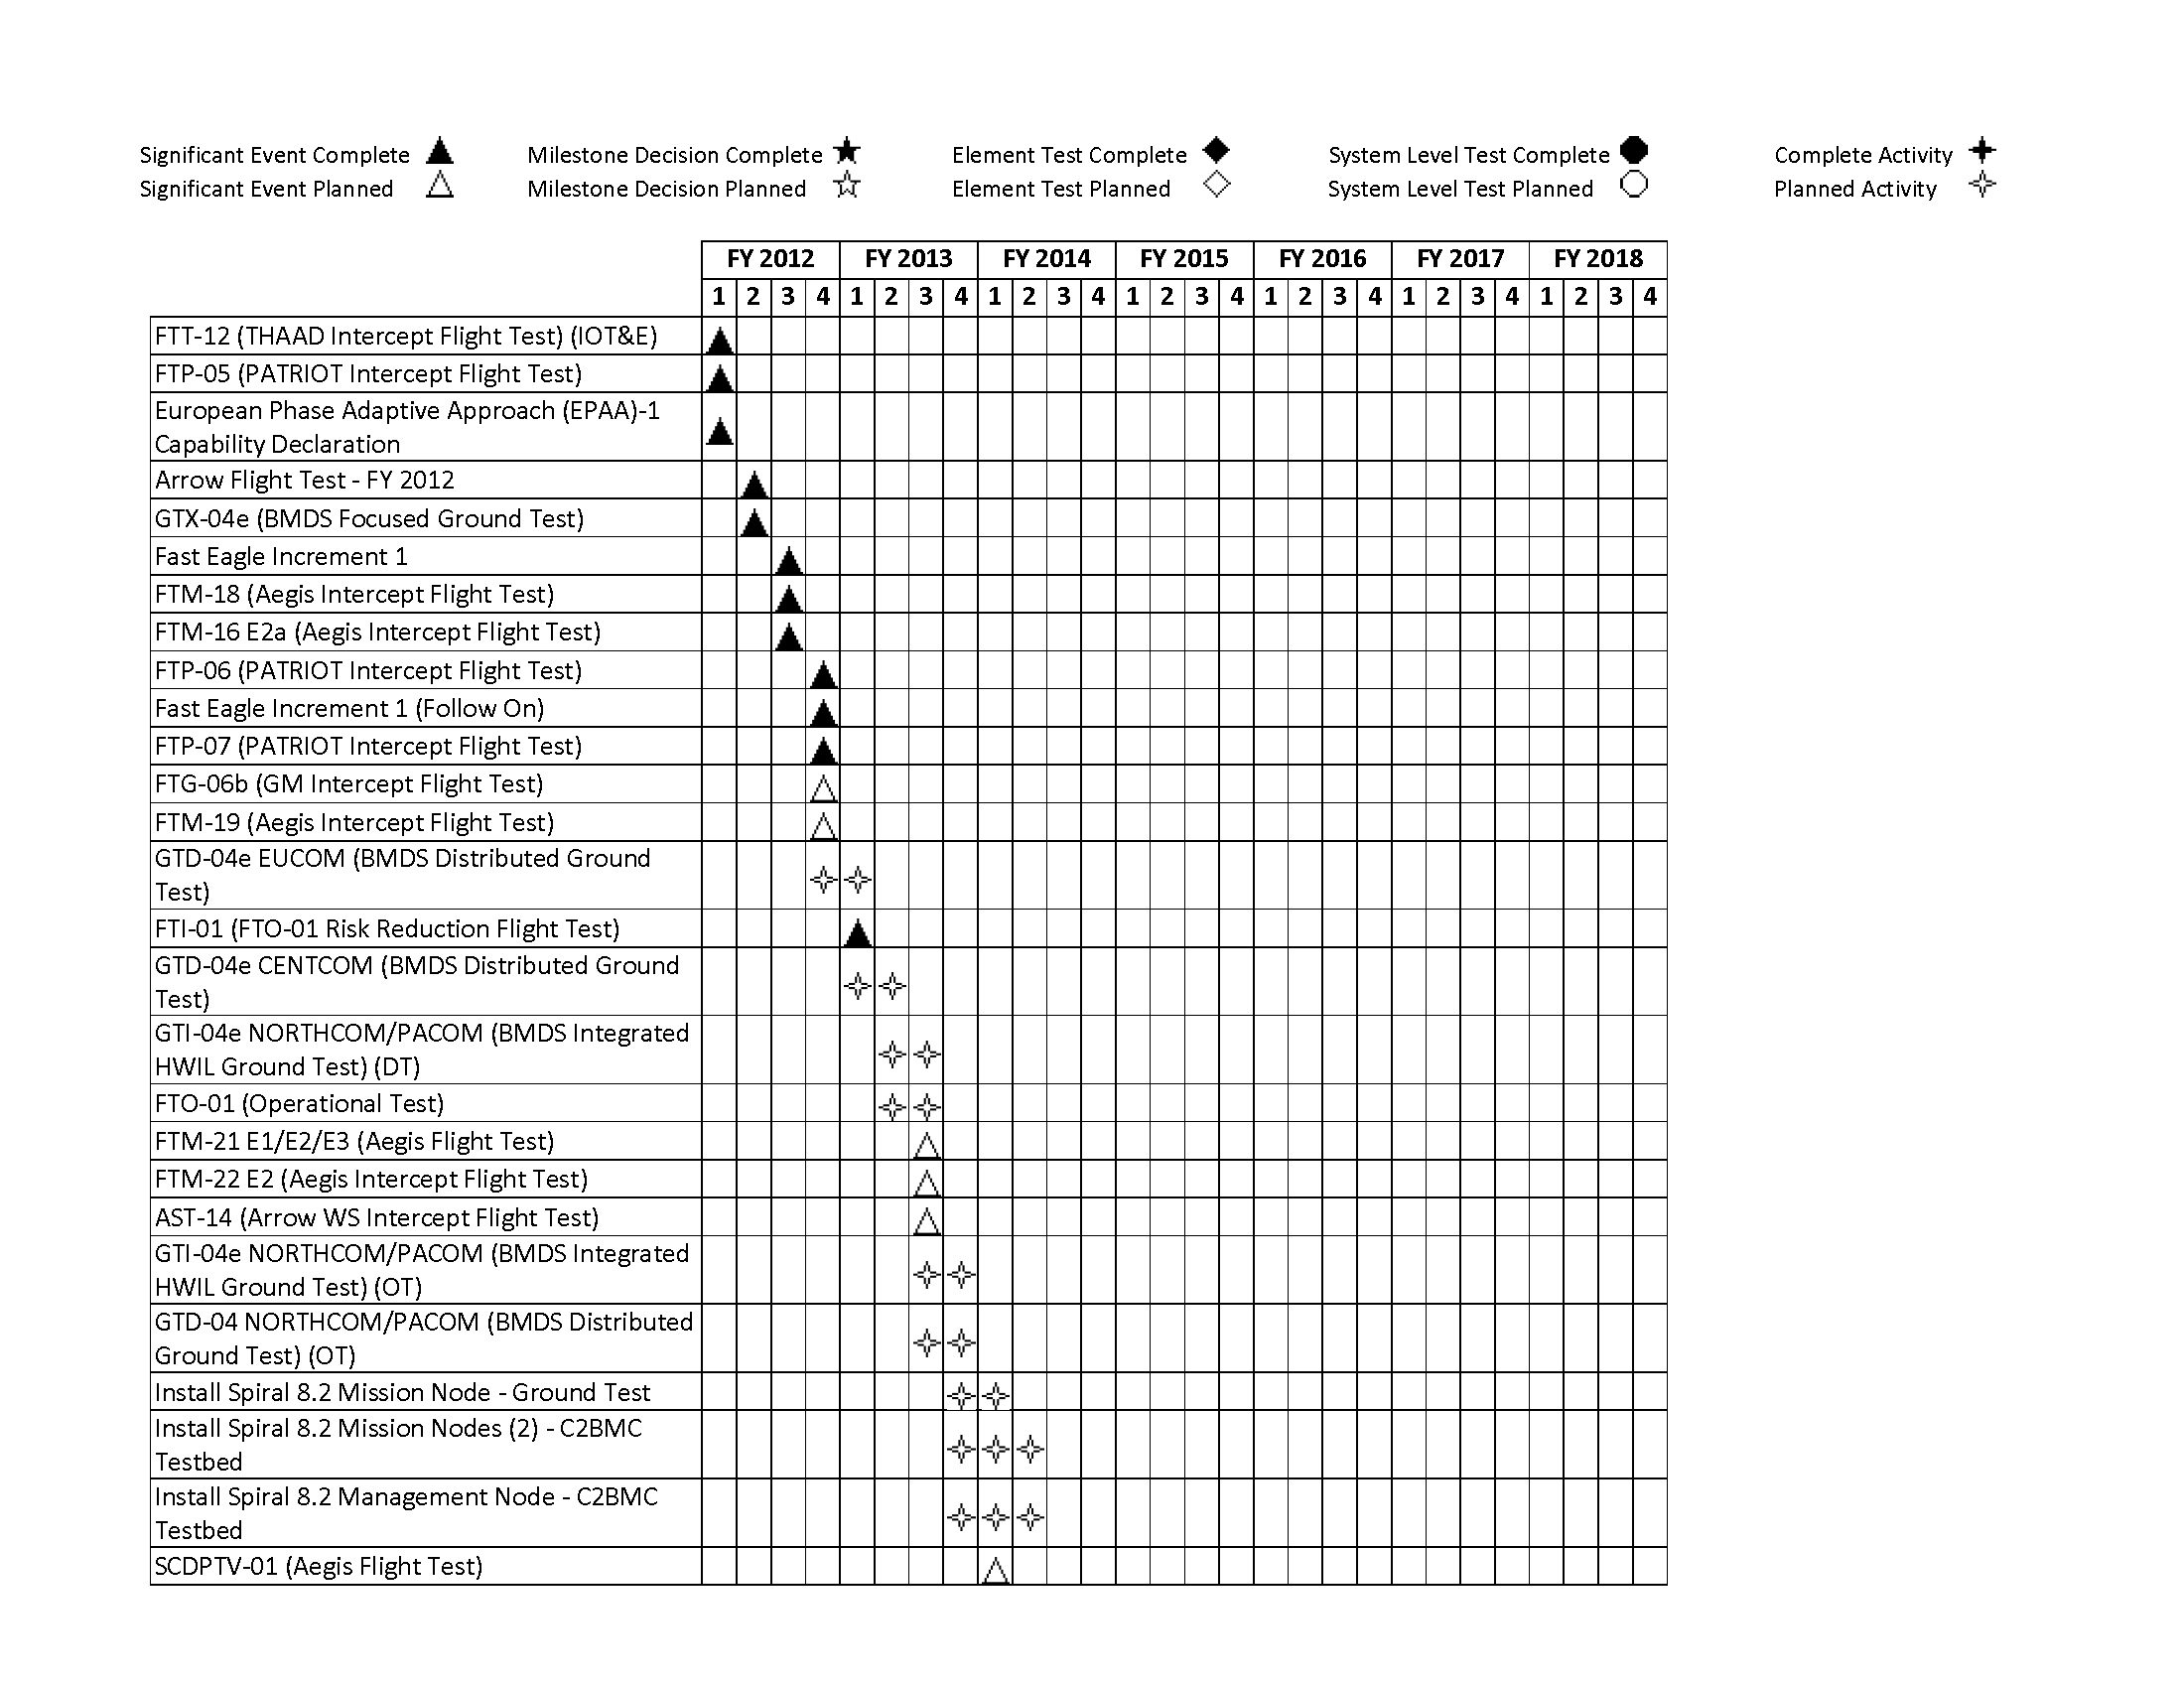 Significant Event Complete Milestone Decision Complete Element Test Complete System Level Test Complete Complete Activity
Significant Event Planned Milestone Decision Planned Element Test Planned System Level Test Planned Planned Activity
FY 2012 FY 2013 FY 2014 FY 2015 FY 2016 FY 2017 FY 2018
1 2 3 4 1 2 3 4 1 2 3 4 1 2 3 4 1 2 3 4 1 2 3 4 1 2 3 4
FTT-12 (THAAD Intercept Flight Test) (IOT&E)
FTP-05 (PATRIOT Intercept Flight Test)
European Phase Adaptive Approach (EPAA)-1
Capability Declaration
Arrow Flight Test - FY 2012
GTX-04e (BMDS Focused Ground Test)
Fast Eagle Increment 1
FTM-18 (Aegis Intercept Flight Test)
FTM-16 E2a (Aegis Intercept Flight Test)
FTP-06 (PATRIOT Intercept Flight Test)
Fast Eagle Increment 1 (Follow On)
FTP-07 (PATRIOT Intercept Flight Test)
FTG-06b (GM Intercept Flight Test)
FTM-19 (Aegis Intercept Flight Test)
GTD-04e EUCOM (BMDS Distributed Ground
Test)
FTI-01 (FTO-01 Risk Reduction Flight Test)
GTD-04e CENTCOM (BMDS Distributed Ground
Test)
GTI-04e NORTHCOM/PACOM (BMDS Integrated
HWIL Ground Test) (DT)
FTO-01 (Operational Test)
FTM-21 E1/E2/E3 (Aegis Flight Test)
FTM-22 E2 (Aegis Intercept Flight Test)
AST-14 (Arrow WS Intercept Flight Test)
GTI-04e NORTHCOM/PACOM (BMDS Integrated
HWIL Ground Test) (OT)
GTD-04 NORTHCOM/PACOM (BMDS Distributed
Ground Test) (OT)
Install Spiral 8.2 Mission Node - Ground Test
Install Spiral 8.2 Mission Nodes (2) - C2BMC
Testbed
Install Spiral 8.2 Management Node - C2BMC
Testbed
SCDPTV-01 (Aegis Flight Test)